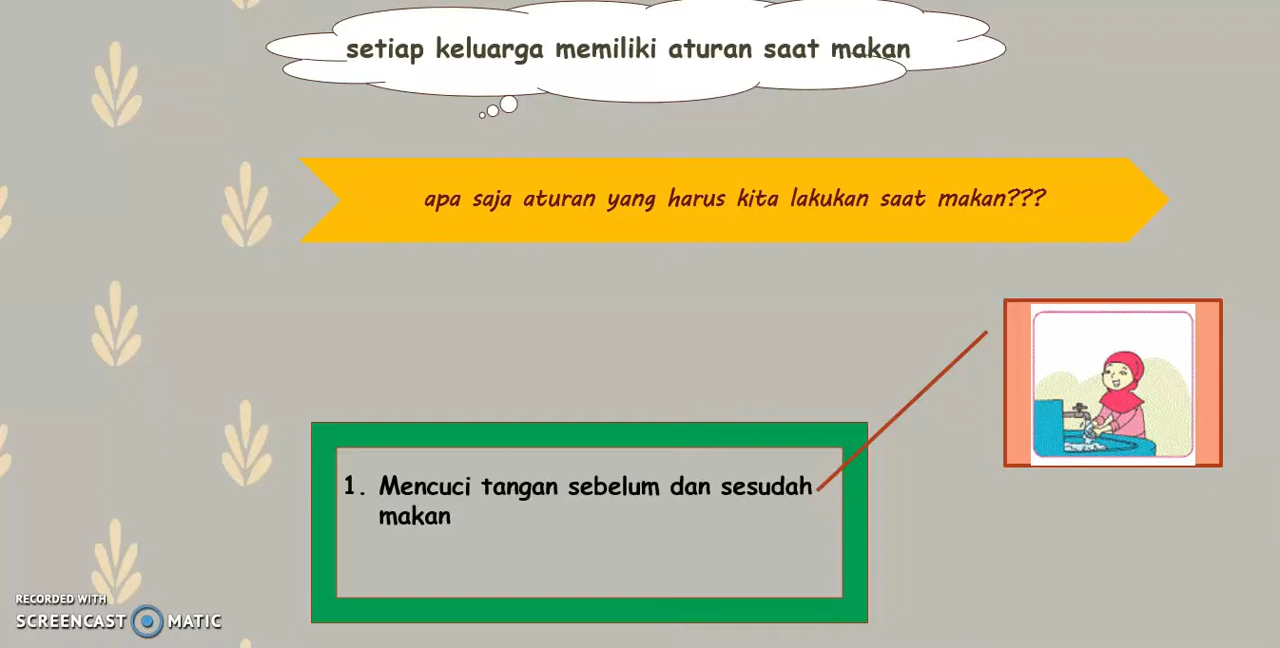 setiap keluarga memiliki aturan saat makan
apa saja aturan yang harus kita lakukan saat makan???
1. Mencuci tangan sebelum dan sesudah
makan
RECORDED WITH
SCREENCAST MATIC